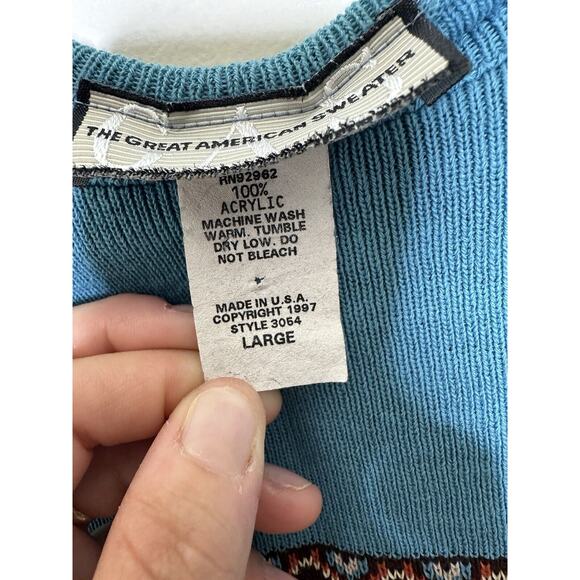 THE GREAT AMERICAN SWEATER
RN92962
100%
ACRYLIC
MACHINE WASH
WARM. TUMBLE
DRY LOW. DO
NOT BLEACH
MADE IN U.S.A.
COPYRIGHT 1997
STYLE 3054
LARGE